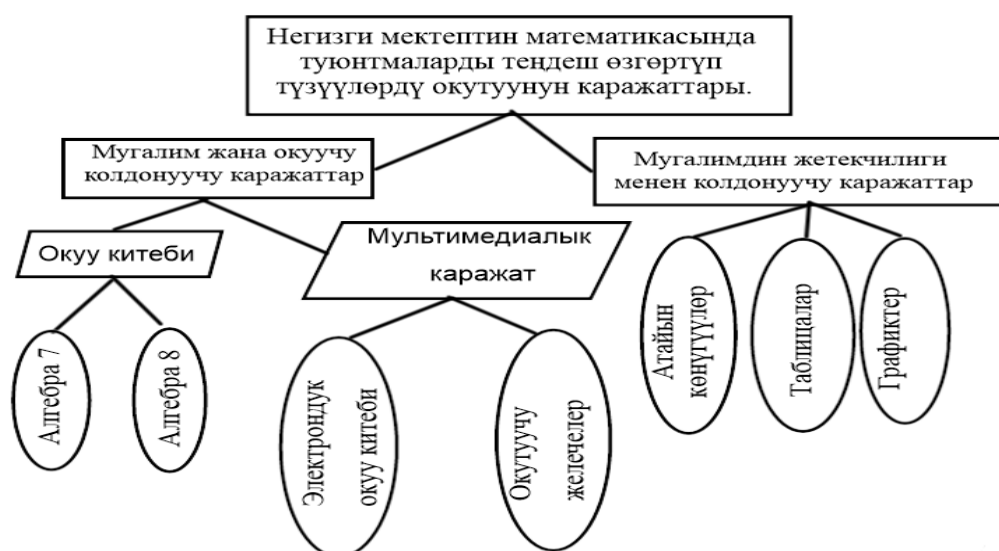 Негизги мектептин математикасында
туюнтмаларды теңдеш өзгөртүп
түзүүлөрдү окутуунун каражаттары.
Мугалим жана окуучу
колдонуучу каражаттар
Мугалимдин жетекчилиги
менен колдонуучу каражаттар
Окуу китеби
Мультимедиалык
каражат
Алгебра 7
Алгебра 8
Электрондук
окуу китеби
Окутуучу
желечелер
Атайын
көнүгүүлөр
Таблицалар
Графиктер